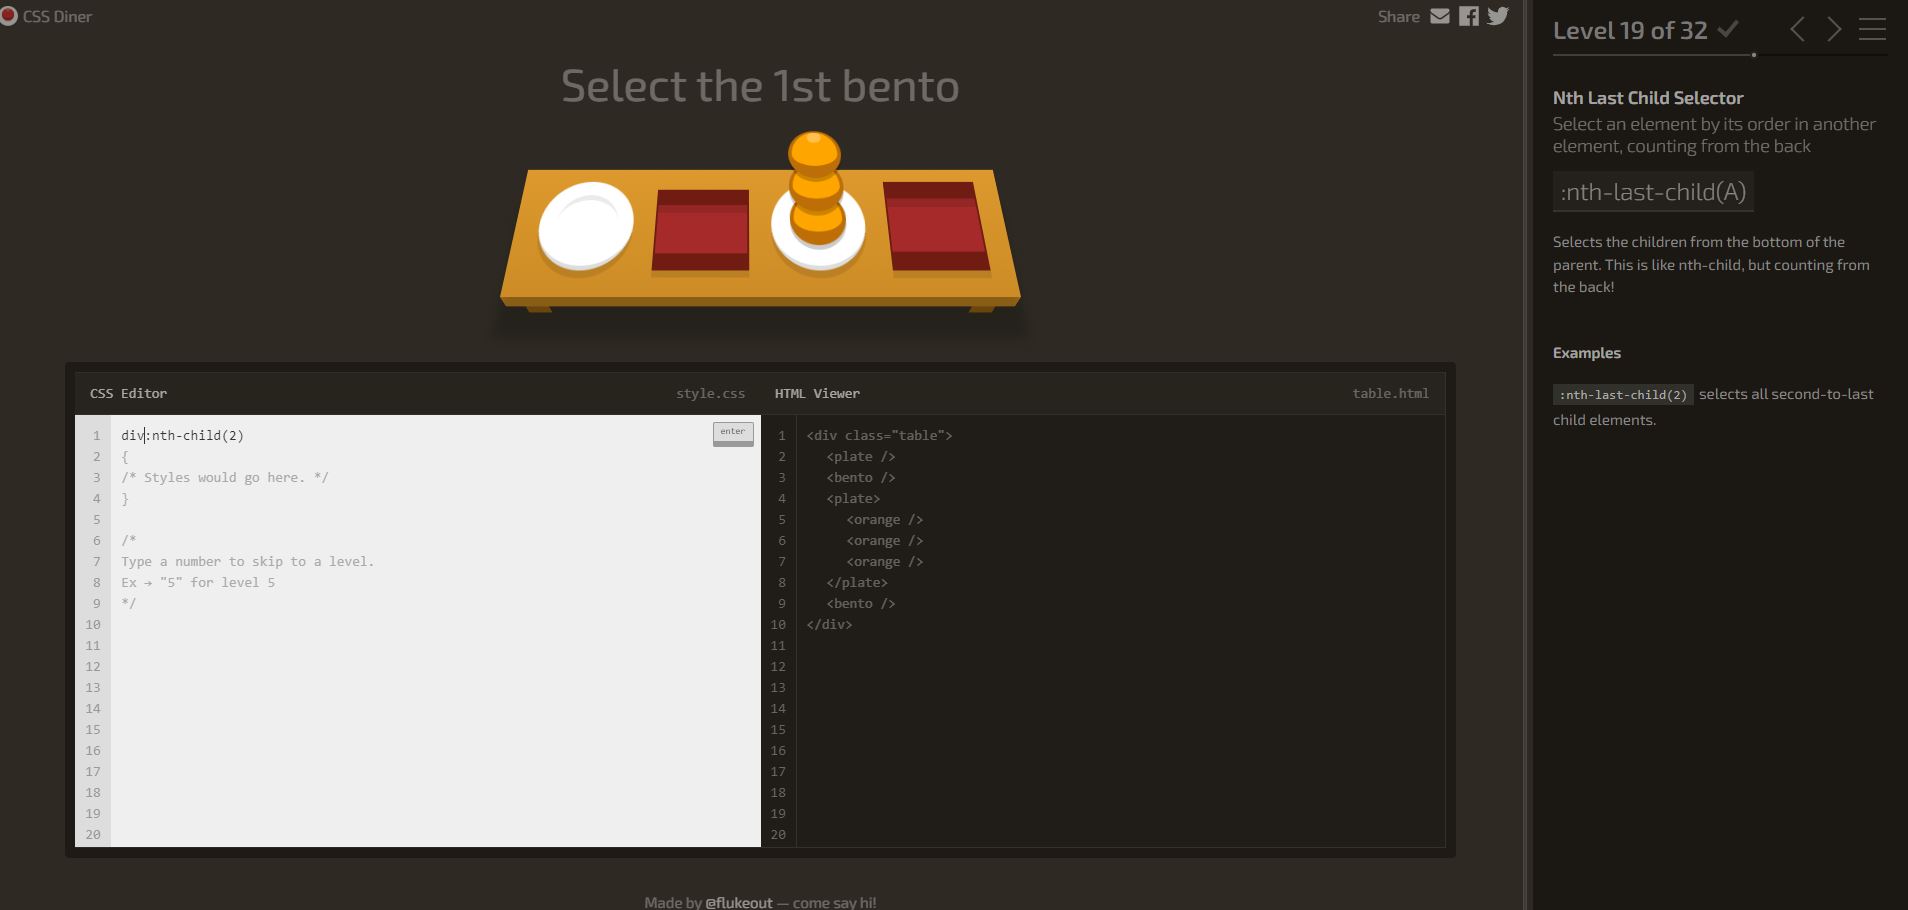 CSS Diner
Share
Select the 1st bento
CSS Editor style.css
1 div:nth-child(2) enter
2 {
3 /* Styles would go here. */
4 }
5
6 /*
7 Type a number to skip to a level.
8 Ex → "5" for level 5
9 */
10
11
12
13
14
15
16
17
18
19
20
HTML Viewer table.html
1 <div class="table">
2 <plate />
3 <bento />
4 <plate>
5 <orange />
6 <orange />
7 <orange />
8 </plate>
9 <bento />
10 </div>
11
12
13
14
15
16
17
18
19
20
Made by @flukeout — come say hi!
Level 19 of 32
Nth Last Child Selector
Select an element by its order in another
element, counting from the back
:nth-last-child(A)
Selects the children from the bottom of the
parent. This is like nth-child, but counting from
the back!
Examples
:nth-last-child(2) selects all second-to-last
child elements.